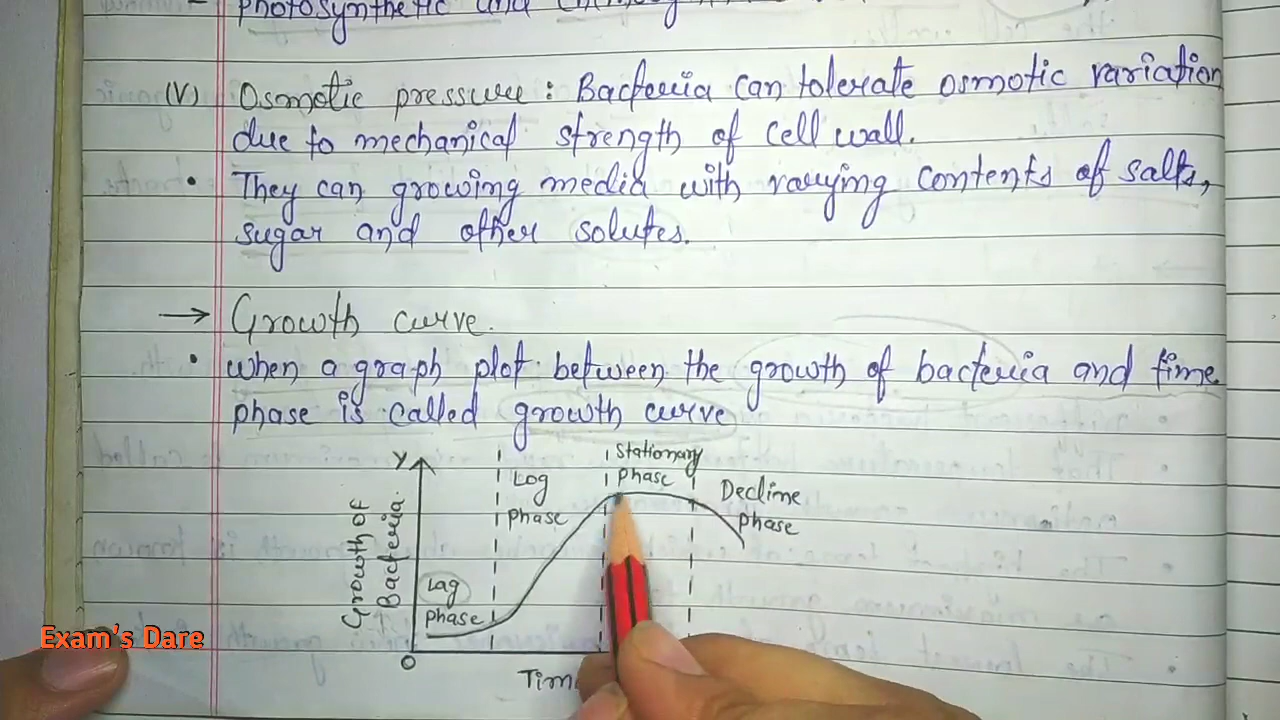 photosynthetic and
(V) Osmotic pressure : Bacteria can tolerate osmotic variation
due to mechanical strength of cell wall.
• They can growing media with varying contents of salts,
sugar and other solutes.
→ Growth curve.
• when a graph plot between the growth of bacteria and time
phase is called growth curve
Y
Growth of
Bacteria.
Lag
phase
Log
phase
Stationary
phase
Decline
phase
O
Exam's Dare